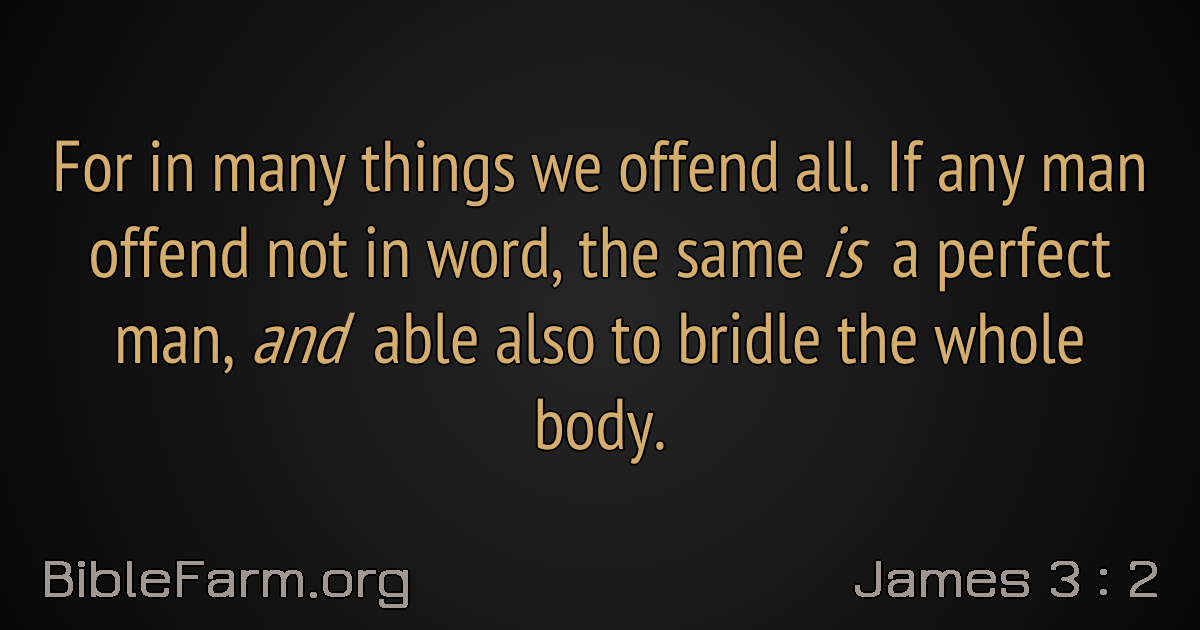 For in many things we offend all. If any man
offend not in word, the same is a perfect
man, and able also to bridle the whole
body.
BibleFarm.org
James 3 : 2